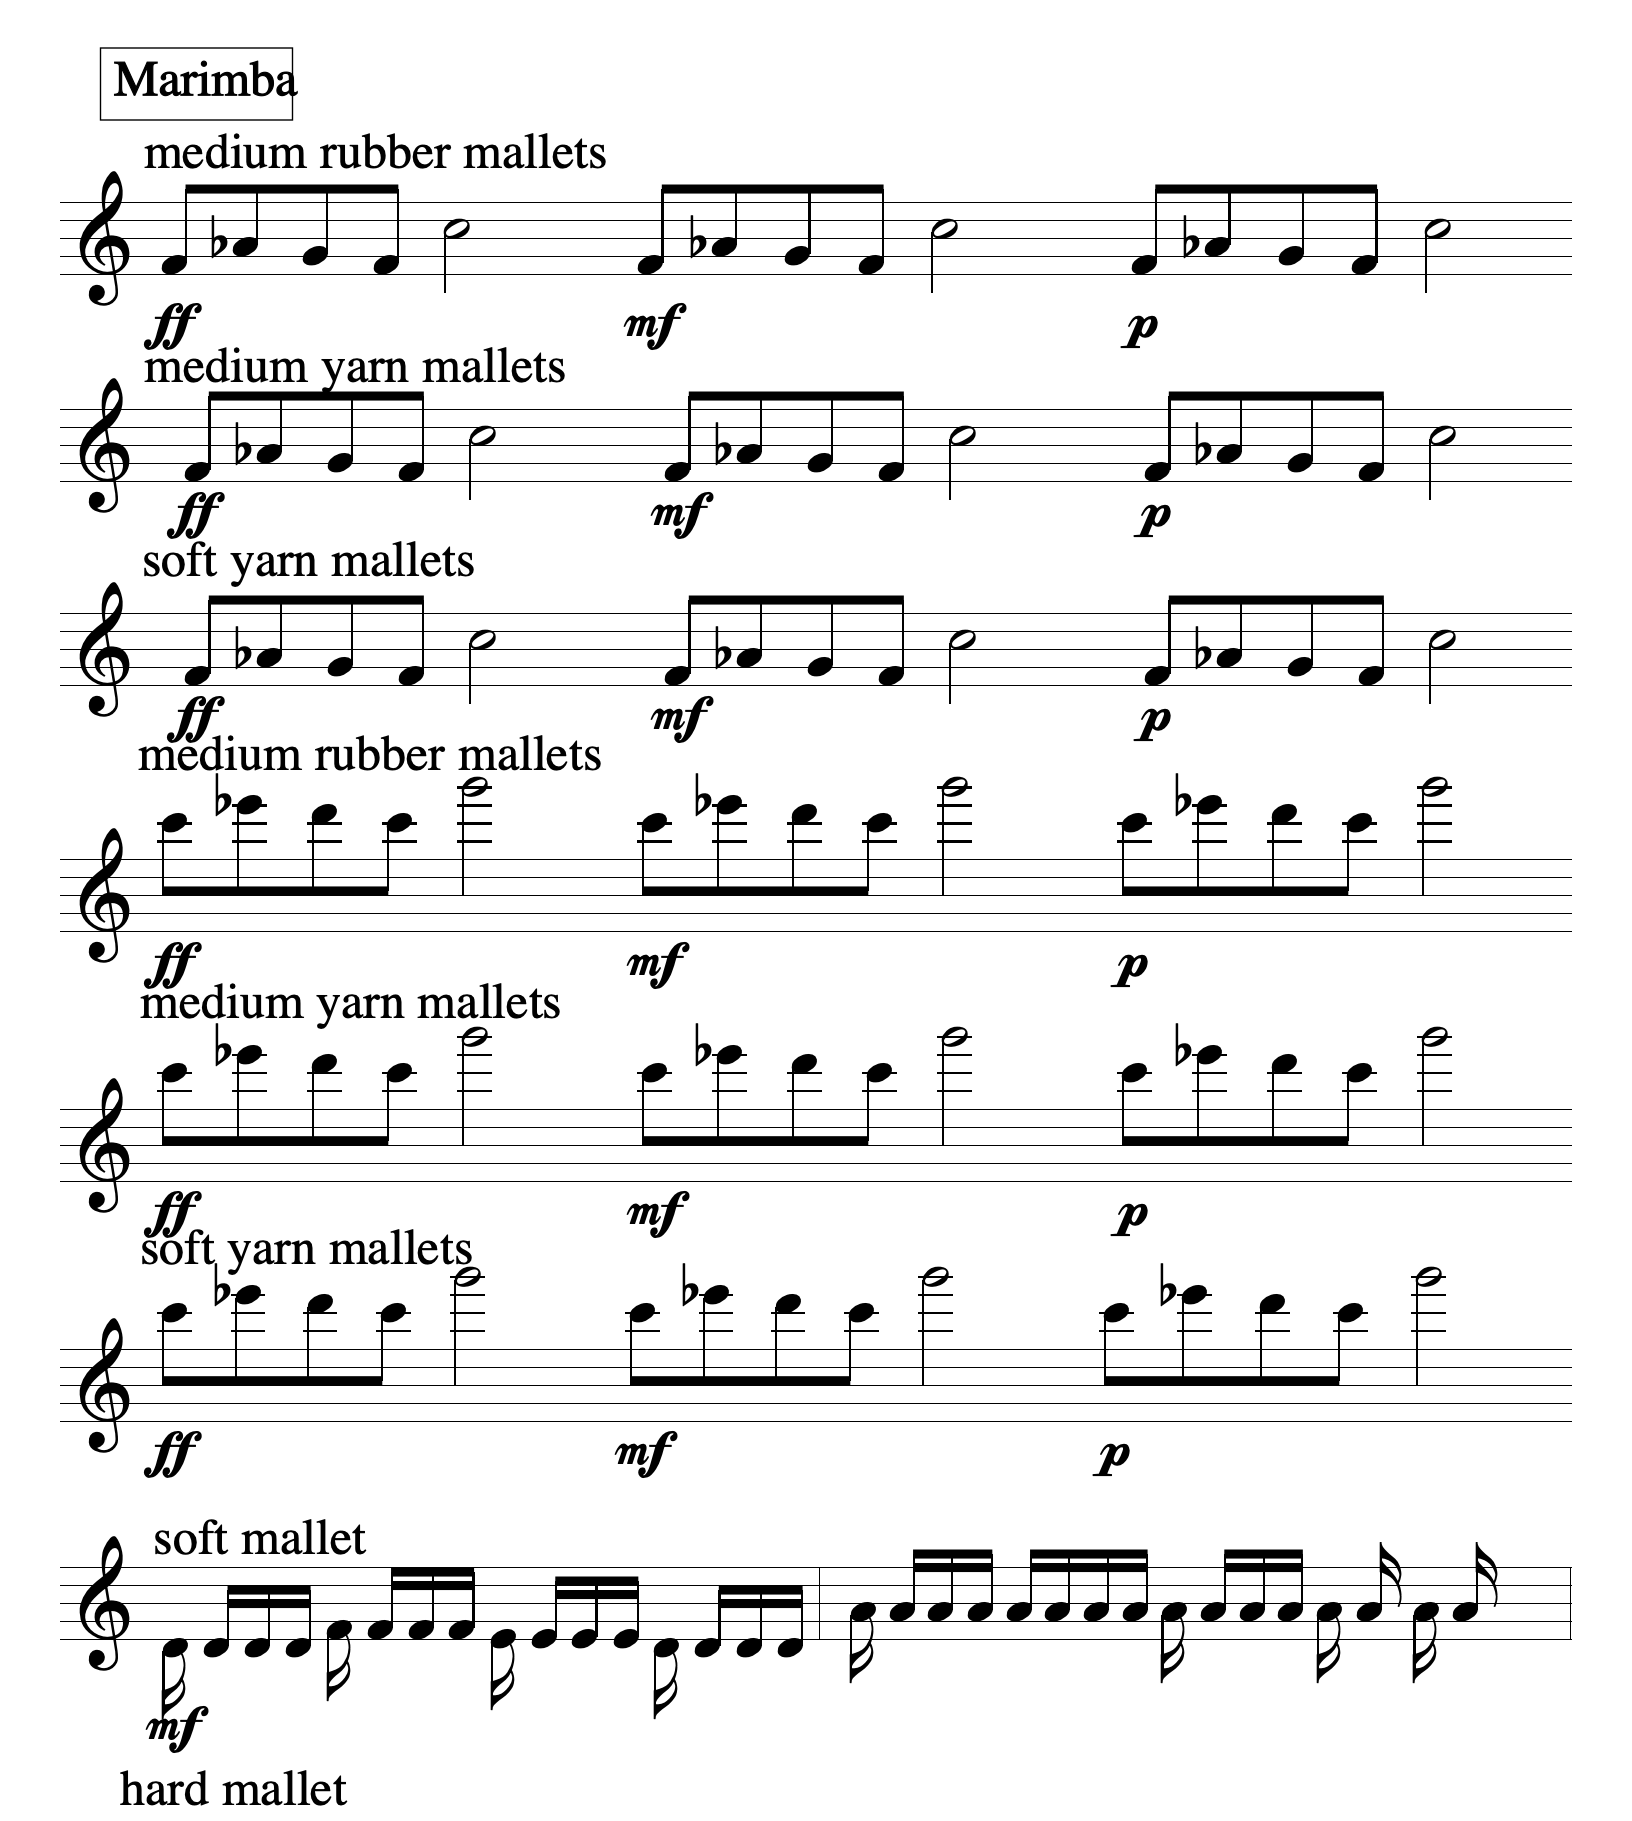 Marimba
medium rubber mallets
ff mf p
medium yarn mallets
ff mf p
soft yarn mallets
ff mf p
medium rubber mallets
ff mf p
medium yarn mallets
ff mf p
soft yarn mallets
ff mf p
soft mallet
mf
hard mallet